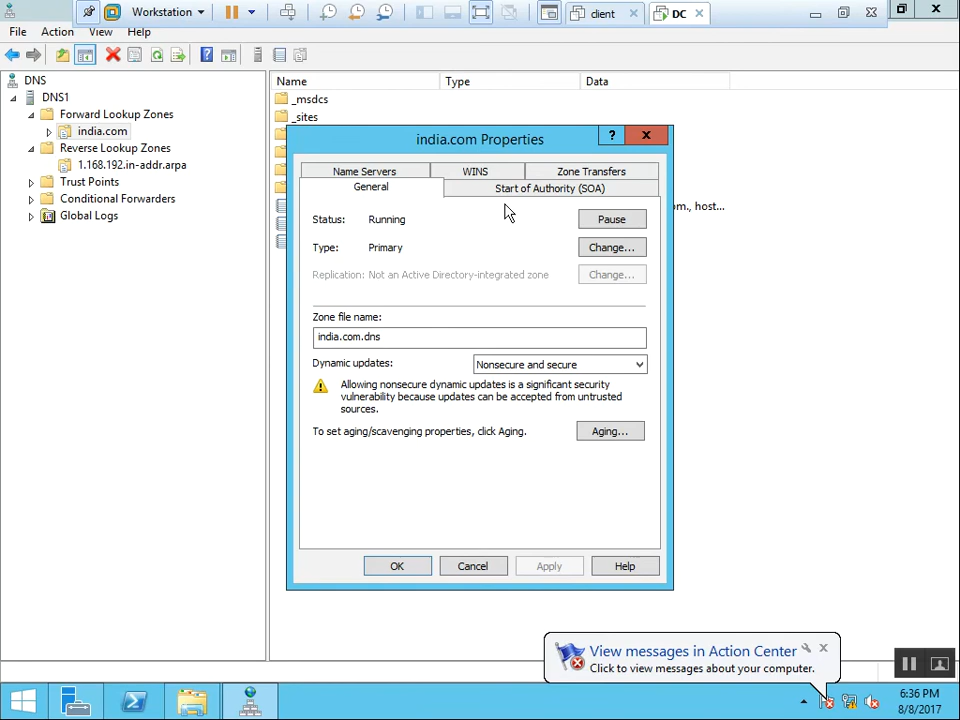 Workstation
client
DC
File Action View Help
DNS
DNS1
Forward Lookup Zones
india.com
Reverse Lookup Zones
1.168.192.in-addr.arpa
Trust Points
Conditional Forwarders
Global Logs
Name Type Data
_msdcs
_sites
om., host...
india.com Properties
? X
Name Servers WINS Zone Transfers
General Start of Authority (SOA)
Status: Running Pause
Type: Primary Change...
Replication: Not an Active Directory-integrated zone Change...
Zone file name:
india.com.dns
Dynamic updates: Nonsecure and secure
Allowing nonsecure dynamic updates is a significant security
vulnerability because updates can be accepted from untrusted
sources.
To set aging/scavenging properties, click Aging. Aging...
OK Cancel Apply Help
View messages in Action Center
Click to view messages about your computer.
6:36 PM
8/8/2017